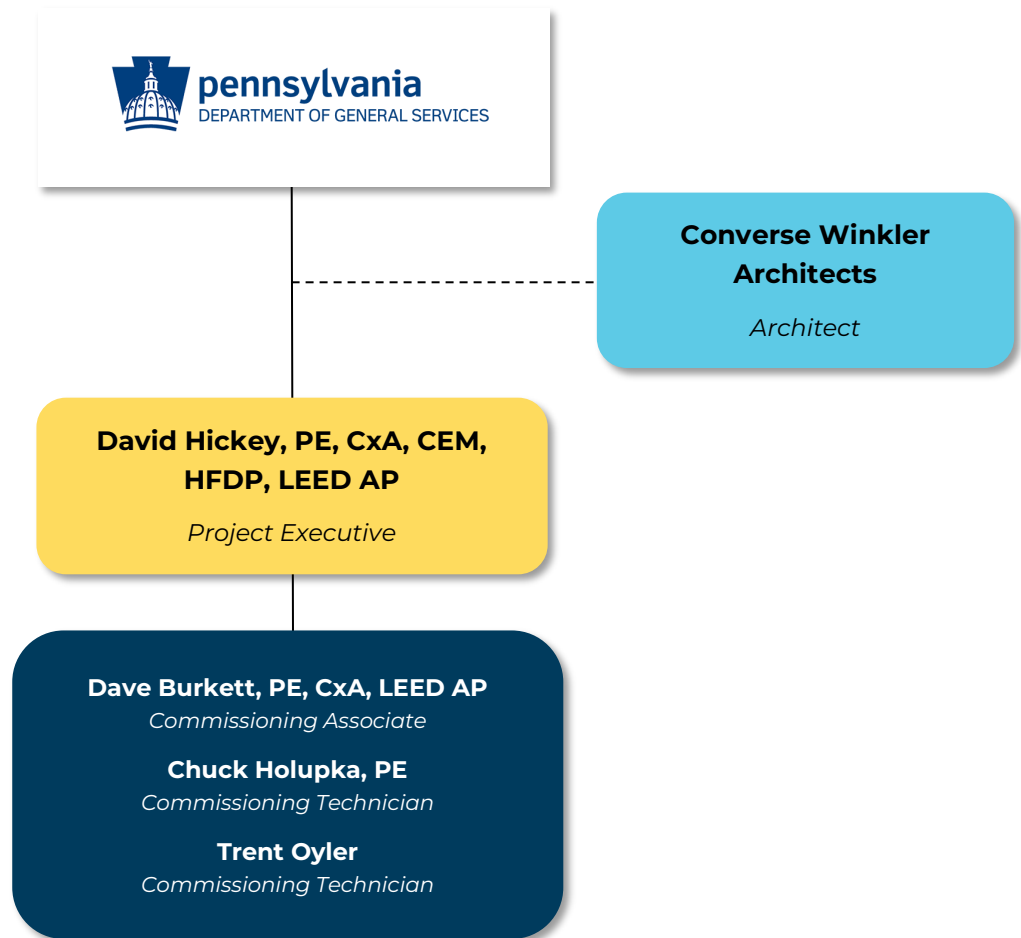 pennsylvania
DEPARTMENT OF GENERAL SERVICES
Converse Winkler
Architects
Architect
David Hickey, PE, CxA, CEM,
HFDP, LEED AP
Project Executive
Dave Burkett, PE, CxA, LEED AP
Commissioning Associate
Chuck Holupka, PE
Commissioning Technician
Trent Oyler
Commissioning Technician